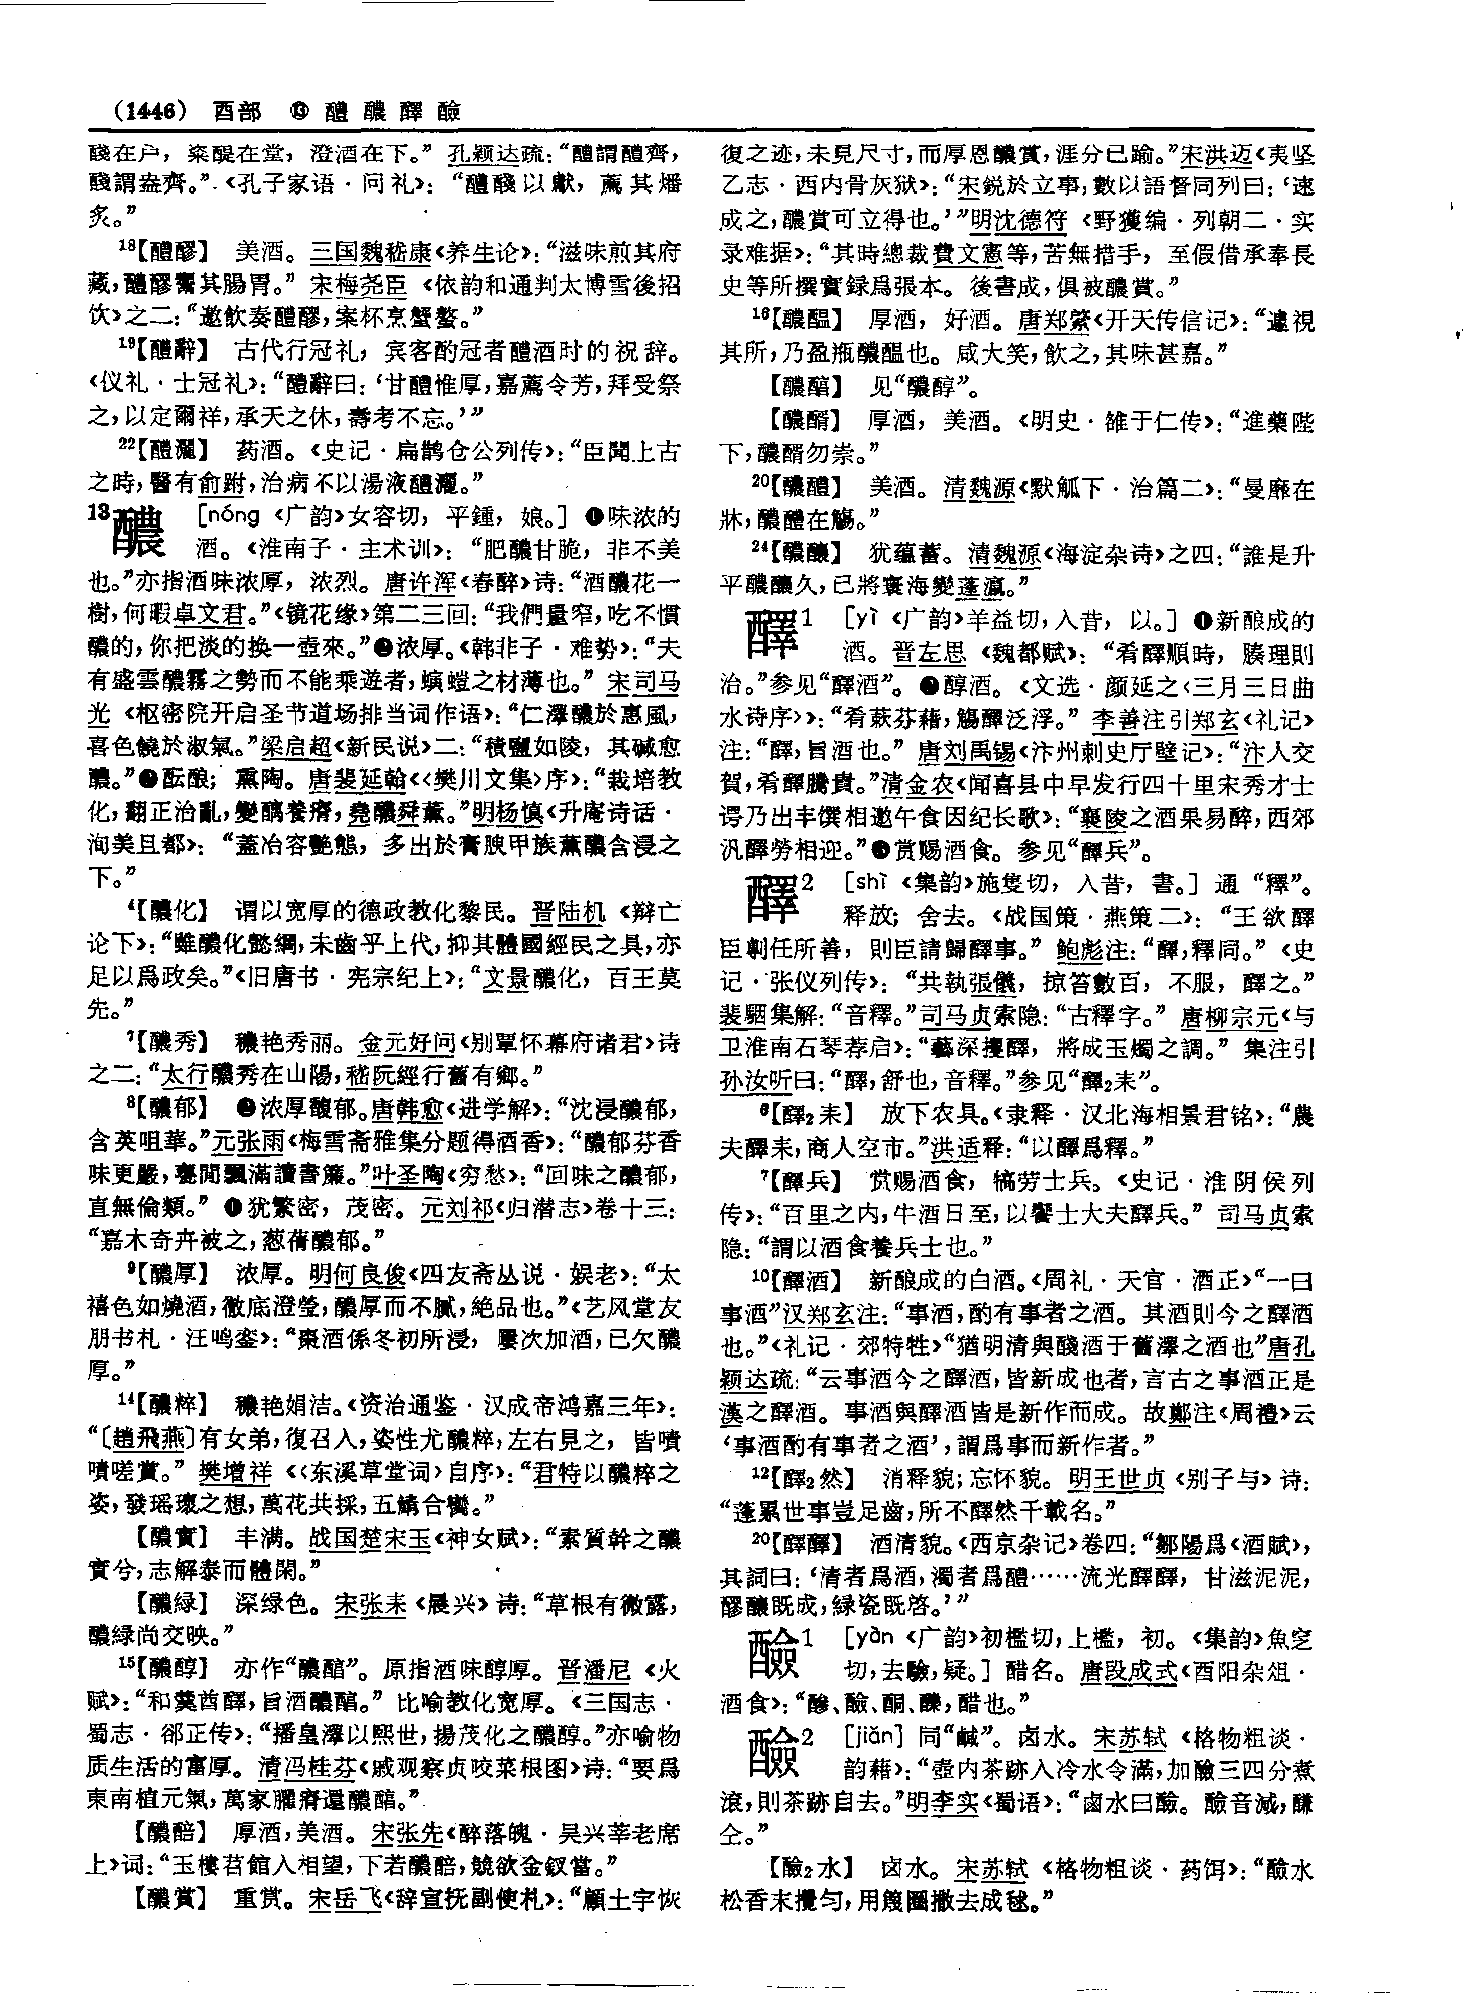 (1446) 酉部 ⓭ 醴 醲 醳 醶
醆在户，粢醍在堂，澄酒在下。”孔颖达疏：“醴謂醴齊，
醆謂盎齊。”《孔子家语·问礼》：“醴醆以獻，薦其燔
炙。”
18【醴醪】 美酒。三国魏嵇康《养生论》：“滋味煎其府
藏，醴醪鬻其腸胃。”宋梅尧臣《依韵和通判太博雪後招
饮》之二：“邀飲奏醴醪，案杯烹蟹螯。”
19【醴辭】 古代行冠礼，宾客酌冠者醴酒时的祝辞。
《仪礼·士冠礼》：“醴辭曰：‘甘醴惟厚，嘉薦令芳，拜受祭
之，以定爾祥，承天之休，壽考不忘。’”
22【醴灑】 药酒。《史记·扁鹊仓公列传》：“臣聞上古
之時，醫有俞跗，治病不以湯液醴灑。”
13醲 [nóng《广韵》女容切，平鍾，娘。]❶味浓的
酒。《淮南子·主术训》：“肥醲甘脆，非不美
也。”亦指酒味浓厚，浓烈。唐许浑《春醉》诗：“酒醲花一
樹，何暇卓文君。”《镜花缘》第二三回：“我們量窄，吃不慣
醲的，你把淡的换一壺來。”❷浓厚。《韩非子·难势》：“夫
有盛雲醲霧之勢而不能乘遊者，螾螘之材薄也。”宋司马
光《枢密院开启圣节道场排当词作语》：“仁澤醲於惠風，
喜色饒於淑氣。”梁启超《新民说》二：“積鹽如陵，其碱愈
醲。”❸酝酿；熏陶。唐裴延翰《〈樊川文集〉序》：“栽培教
化，翻正治亂，變醨養瘠，堯醲舜薰。”明杨慎《升庵诗话·
洵美且都》：“蓋冶容艷態，多出於膏腴甲族薰醲含浸之
下。”
4【醲化】 谓以宽厚的德政教化黎民。晋陆机《辩亡
论下》：“雖醲化懿綱，未齒乎上代，抑其體國經民之具，亦
足以爲政矣。”《旧唐书·宪宗纪上》：“文景醲化，百王莫
先。”
7【醲秀】 穠艳秀丽。金元好问《别覃怀幕府诸君》诗
之二：“太行醲秀在山陽，嵇阮經行舊有鄉。”
8【醲郁】 ❶浓厚馥郁。唐韩愈《进学解》：“沈浸醲郁，
含英咀華。”元张雨《梅雪斋雅集分题得酒香》：“醲郁芬香
味更嚴，甕閒飄滿讀書簾。”叶圣陶《穷愁》：“回味之醲郁，
直無倫類。”❷犹繁密，茂密。元刘祁《归潜志》卷十三：
“嘉木奇卉被之，葱蒨醲郁。”
9【醲厚】 浓厚。明何良俊《四友斋丛说·娱老》：“太
禧色如燒酒，徹底澄瑩，醲厚而不膩，絶品也。”《艺风堂友
朋书札·汪鸣銮》：“棗酒係冬初所浸，屢次加酒，已欠醲
厚。”
14【醲粹】 穠艳娟洁。《资治通鉴·汉成帝鸿嘉三年》：
“〔趙飛燕〕有女弟，復召入，姿性尤醲粹，左右見之，皆嘖
嘖嗟賞。”樊增祥《〈东溪草堂词〉自序》：“君特以醲粹之
姿，發瑶瓌之想，萬花共採，五鯖合臠。”
【醲實】 丰满。战国楚宋玉《神女赋》：“素質幹之醲
實兮，志解泰而體閑。”
【醲緑】 深绿色。宋张耒《晨兴》诗：“草根有微露，
醲緑尚交映。”
15【醲醇】 亦作“醲醕”。原指酒味醇厚。晋潘尼《火
赋》：“和羹酋醳，旨酒醲醕。”比喻教化宽厚。《三国志·
蜀志·郤正传》：“播皇澤以熙世，揚茂化之醲醇。”亦喻物
质生活的富厚。清冯桂芬《戚观察贞咬菜根图》诗：“要爲
東南植元氣，萬家臞瘠還醲醕。”
【醲醅】 厚酒，美酒。宋张先《醉落魄·吴兴莘老席
上》词：“玉樓苕館人相望，下若醲醅，競欲金釵當。”
【醲賞】 重赏。宋岳飞《辞宣抚副使札》：“顧土宇恢
復之迹，未見尺寸，而厚恩醲賞，涯分已踰。”宋洪迈《夷坚
乙志·西内骨灰狱》：“宋鋭於立事，數以語督同列曰：‘速
成之，醲賞可立得也。’”明沈德符《野獲编·列朝二·实
录难据》：“其時總裁費文憲等，苦無措手，至假借承奉長
史等所撰實録爲張本。後書成，俱被醲賞。”
16【醲醖】 厚酒，好酒。唐郑綮《开天传信记》：“遽視
其所，乃盈瓶醲醖也。咸大笑，飲之，其味甚嘉。”
【醲醕】 见“醲醇”。
【醲醑】 厚酒，美酒。《明史·雒于仁传》：“進藥陛
下，醲醑勿崇。”
20【醲醴】 美酒。清魏源《默觚下·治篇二》：“曼靡在
牀，醲醴在觴。”
24【醲釀】 犹蕴蓄。清魏源《海淀杂诗》之四：“誰是升
平醲釀久，已將寰海變蓬瀛。”
醳1 [yì《广韵》羊益切，入昔，以。]❶新酿成的
酒。晋左思《魏都赋》：“肴醳順時，腠理則
治。”参见“醳酒”。❷醇酒。《文选·颜延之〈三月三日曲
水诗序〉》：“肴蔌芬藉，觴醳泛浮。”李善注引郑玄《礼记》
注：“醳，旨酒也。”唐刘禹锡《汴州刺史厅壁记》：“汴人交
賀，肴醳騰貴。”清金农《闻喜县中早发行四十里宋秀才士
谔乃出丰馔相邀午食因纪长歌》：“襄陵之酒果易醉，西郊
汎醳勞相迎。”❸赏赐酒食。参见“醳兵”。
醳2 [shì《集韵》施隻切，入昔，書。]通“釋”。
释放；舍去。《战国策·燕策二》：“王欲醳
臣剸任所善，則臣請歸醳事。”鲍彪注：“醳，釋同。”《史
记·张仪列传》：“共執張儀，掠笞數百，不服，醳之。”
裴駰集解：“音釋。”司马贞索隐：“古釋字。”唐柳宗元《与
卫淮南石琴荐启》：“藝深攫醳，將成玉燭之調。”集注引
孙汝听曰：“醳，舒也，音釋。”参见“醳2耒”。
6【醳2耒】 放下农具。《隶释·汉北海相景君铭》：“農
夫醳耒，商人空市。”洪适释：“以醳爲釋。”
7【醳兵】 赏赐酒食，犒劳士兵。《史记·淮阴侯列
传》：“百里之内，牛酒日至，以饗士大夫醳兵。”司马贞索
隐：“謂以酒食養兵士也。”
10【醳酒】 新酿成的白酒。《周礼·天官·酒正》“一曰
事酒”汉郑玄注：“事酒，酌有事者之酒。其酒則今之醳酒
也。”《礼记·郊特牲》“猶明清與醆酒于舊澤之酒也”唐孔
颖达疏：“云事酒今之醳酒，皆新成也者，言古之事酒正是
漢之醳酒。事酒與醳酒皆是新作而成。故鄭注《周禮》云
‘事酒酌有事者之酒’，謂爲事而新作者。”
12【醳2然】 消释貌；忘怀貌。明王世贞《别子与》诗：
“蓬累世事豈足齒，所不醳然千載名。”
20【醳醳】 酒清貌。《西京杂记》卷四：“鄒陽爲《酒賦》，
其詞曰：‘清者爲酒，濁者爲醴……流光醳醳，甘滋泥泥，
醪釀既成，緑瓷既啓。’”
醶1 [yàn《广韵》初檻切，上檻，初。《集韵》魚窆
切，去驗，疑。]醋名。唐段成式《酉阳杂俎·
酒食》：“醦、醶、酮、䤘，醋也。”
醶2 [jiǎn]同“鹹”。卤水。宋苏轼《格物粗谈·
韵藉》：“壺内茶跡入冷水令滿，加醶三四分煮
滾，則茶跡自去。”明李实《蜀语》：“鹵水曰醶。醶音減，膁
仝。”
【醶2水】 卤水。宋苏轼《格物粗谈·药饵》：“醶水
松香末攪勻，用篾圈撒去成毬。”